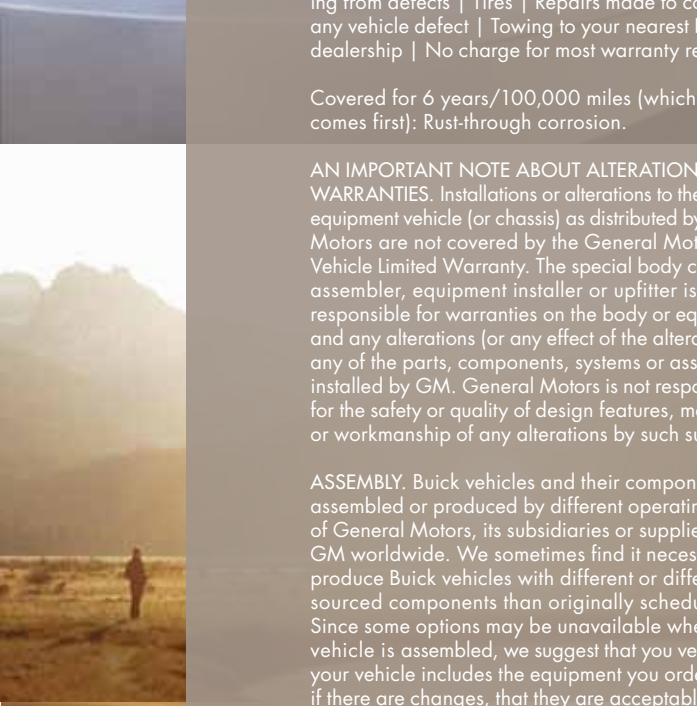 ing from defects | Tires | Repairs made to co
any vehicle defect | Towing to your nearest
dealership | No charge for most warranty re
Covered for 6 years/100,000 miles (which
comes first): Rust-through corrosion.
AN IMPORTANT NOTE ABOUT ALTERATION
WARRANTIES. Installations or alterations to the
equipment vehicle (or chassis) as distributed by
Motors are not covered by the General Mot
Vehicle Limited Warranty. The special body c
assembler, equipment installer or upfitter is
responsible for warranties on the body or eq
and any alterations (or any effect of the altera
any of the parts, components, systems or ass
installed by GM. General Motors is not respo
for the safety or quality of design features, m
or workmanship of any alterations by such su
ASSEMBLY. Buick vehicles and their compon
assembled or produced by different operatin
of General Motors, its subsidiaries or supplie
GM worldwide. We sometimes find it neces
produce Buick vehicles with different or diffe
sourced components than originally schedu
Since some options may be unavailable whe
vehicle is assembled, we suggest that you ve
your vehicle includes the equipment you orde
if there are changes, that they are acceptabl